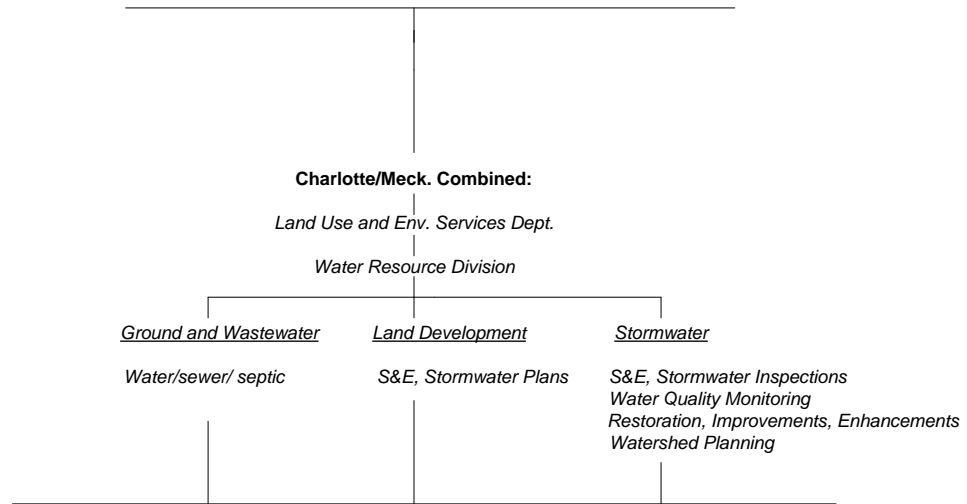 Charlotte/Meck. Combined:
Land Use and Env. Services Dept.
Water Resource Division
Ground and Wastewater
Land Development
Stormwater
Water/sewer/ septic
S&E, Stormwater Plans
S&E, Stormwater Inspections
Water Quality Monitoring
Restoration, Improvements, Enhancements
Watershed Planning